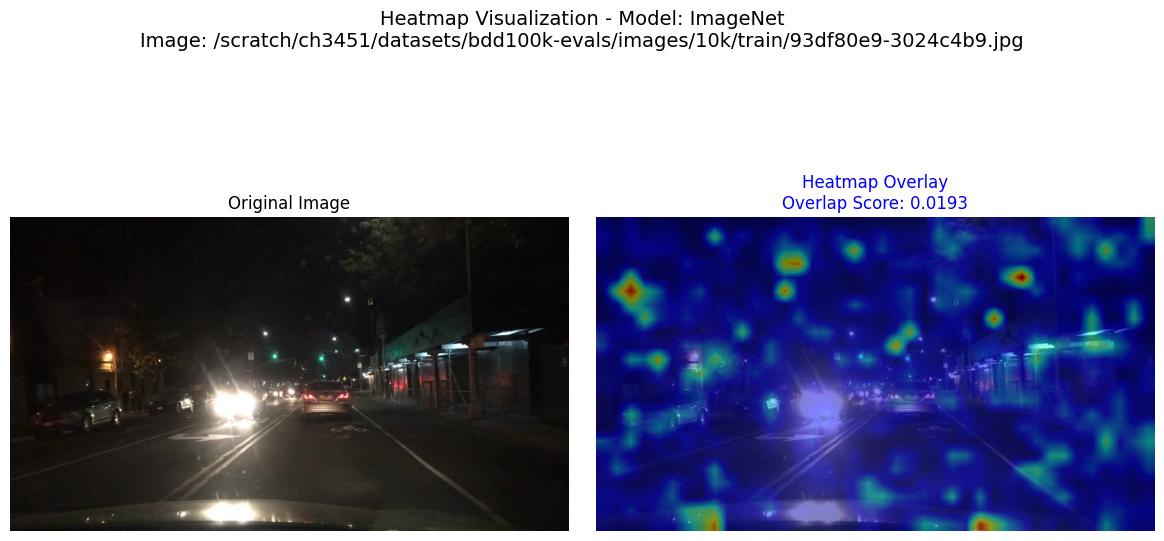 Heatmap Visualization - Model: ImageNet
Image: /scratch/ch3451/datasets/bdd100k-evals/images/10k/train/93df80e9-3024c4b9.jpg
Original Image
Heatmap Overlay
Overlap Score: 0.0193